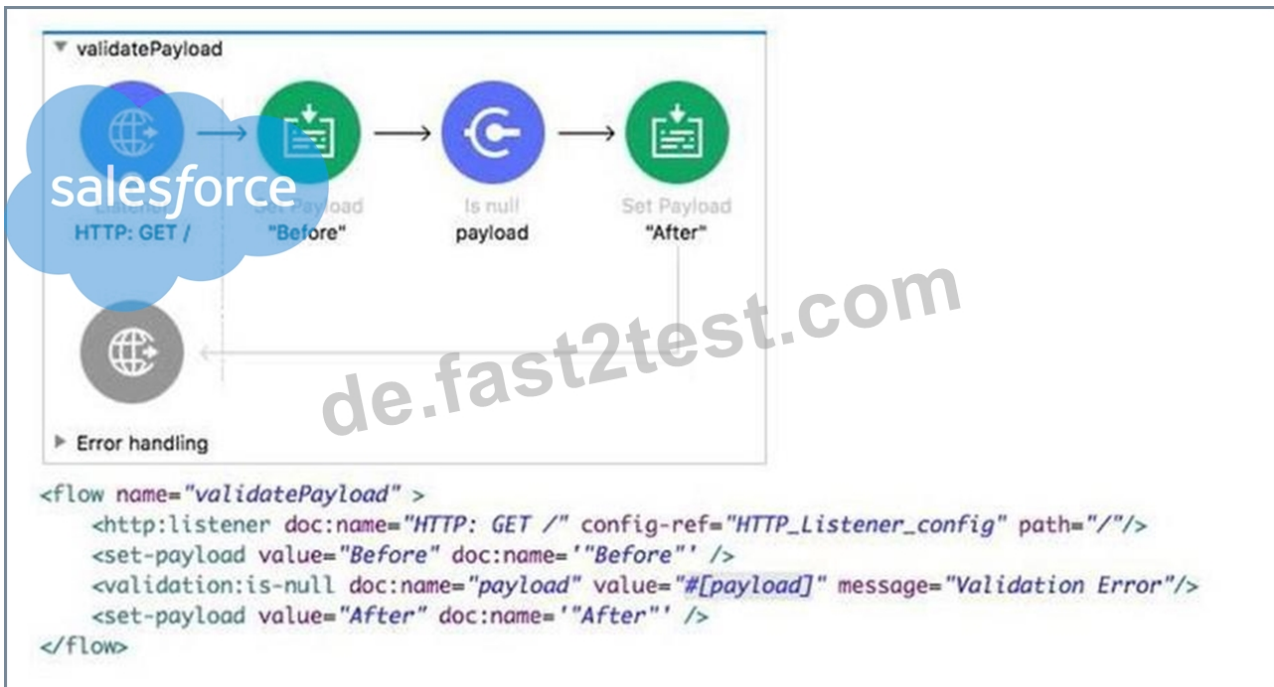 validatePayload
Set Payload
Is null
Set Payload
HTTP: GET /
"Before"
payload
"After"
salesforce
de.fast2test.com
Error handling
<flow name="validatePayload" >
<http:listener doc:name="HTTP: GET /" config-ref="HTTP_Listener_config" path="/"/>
<set-payload value="Before" doc:name='"Before"' />
<validation:is-null doc:name="payload" value="#[payload]" message="Validation Error"/>
<set-payload value="After" doc:name='"After"' />
</flow>